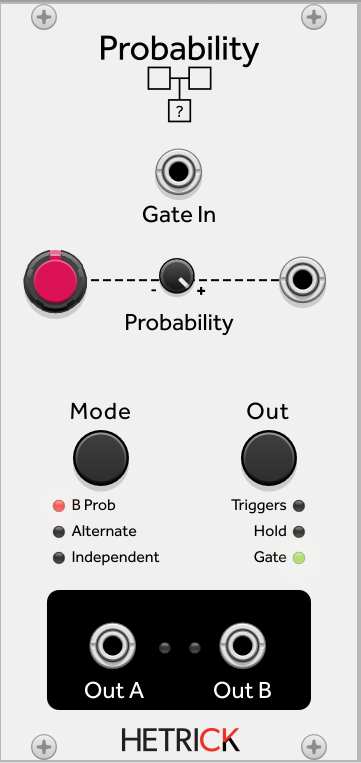 Probability
?
Gate In
- +
Probability
Mode Out
B Prob Triggers
Alternate Hold
Independent Gate
Out A Out B
HETRICK